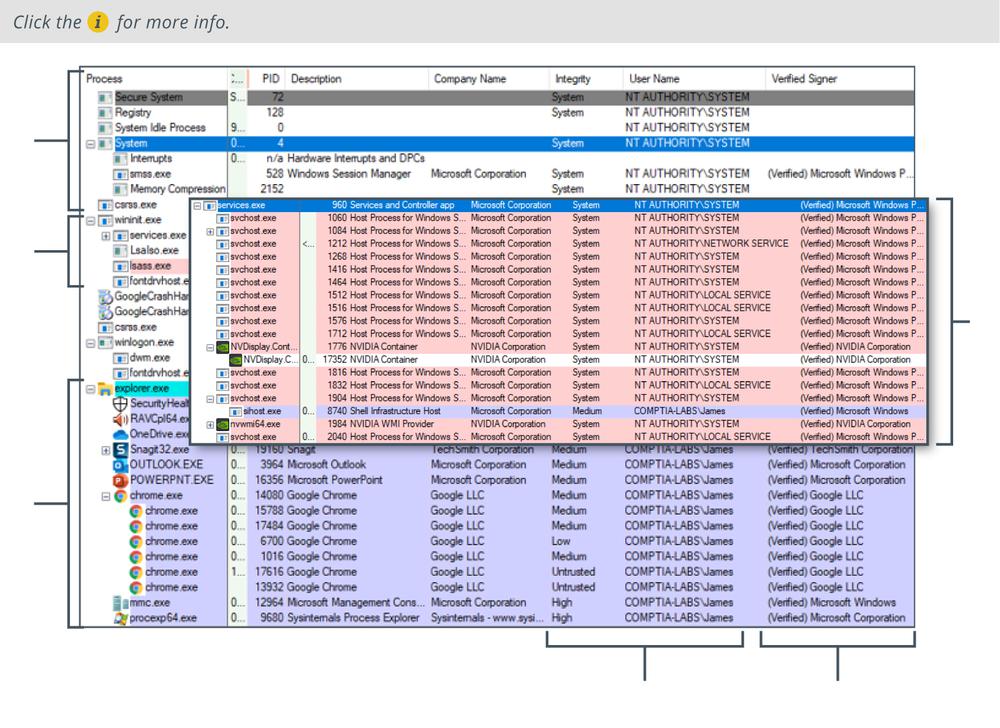 Click the i for more info.
Process C... PID Description Company Name Integrity User Name Verified Signer
Secure System S... 72 System NT AUTHORITY\SYSTEM
Registry 128 System NT AUTHORITY\SYSTEM
System Idle Process 9... 0 NT AUTHORITY\SYSTEM
System 0... 4 System NT AUTHORITY\SYSTEM
Interrupts 0... n/a Hardware Interrupts and DPCs
smss.exe 528 Windows Session Manager Microsoft Corporation System NT AUTHORITY\SYSTEM (Verified) Microsoft Windows P...
Memory Compression 2152 System NT AUTHORITY\SYSTEM
csrss.exe
wininit.exe
services.exe
LsaIso.exe
lsass.exe
fontdrvhost.e
GoogleCrashHan
GoogleCrashHan
csrss.exe
winlogon.exe
dwm.exe
fontdrvhost.e
explorer.exe
SecurityHealt
RAVCpl64.ex
OneDrive.exe
services.exe 960 Services and Controller app Microsoft Corporation System NT AUTHORITY\SYSTEM (Verified) Microsoft Windows P...
svchost.exe 1060 Host Process for Windows S... Microsoft Corporation System NT AUTHORITY\SYSTEM (Verified) Microsoft Windows P...
svchost.exe 1084 Host Process for Windows S... Microsoft Corporation System NT AUTHORITY\SYSTEM (Verified) Microsoft Windows P...
svchost.exe <... 1212 Host Process for Windows S... Microsoft Corporation System NT AUTHORITY\NETWORK SERVICE (Verified) Microsoft Windows P...
svchost.exe 1268 Host Process for Windows S... Microsoft Corporation System NT AUTHORITY\SYSTEM (Verified) Microsoft Windows P...
svchost.exe 1416 Host Process for Windows S... Microsoft Corporation System NT AUTHORITY\SYSTEM (Verified) Microsoft Windows P...
svchost.exe 1464 Host Process for Windows S... Microsoft Corporation System NT AUTHORITY\SYSTEM (Verified) Microsoft Windows P...
svchost.exe 1512 Host Process for Windows S... Microsoft Corporation System NT AUTHORITY\LOCAL SERVICE (Verified) Microsoft Windows P...
svchost.exe 1516 Host Process for Windows S... Microsoft Corporation System NT AUTHORITY\LOCAL SERVICE (Verified) Microsoft Windows P...
svchost.exe 1576 Host Process for Windows S... Microsoft Corporation System NT AUTHORITY\SYSTEM (Verified) Microsoft Windows P...
svchost.exe 1712 Host Process for Windows S... Microsoft Corporation System NT AUTHORITY\LOCAL SERVICE (Verified) Microsoft Windows P...
NVDisplay.Cont... 1776 NVIDIA Container NVIDIA Corporation System NT AUTHORITY\SYSTEM (Verified) NVIDIA Corporation
NVDisplay.C... 0... 17352 NVIDIA Container NVIDIA Corporation System NT AUTHORITY\SYSTEM (Verified) NVIDIA Corporation
svchost.exe 1816 Host Process for Windows S... Microsoft Corporation System NT AUTHORITY\SYSTEM (Verified) Microsoft Windows P...
svchost.exe 1832 Host Process for Windows S... Microsoft Corporation System NT AUTHORITY\LOCAL SERVICE (Verified) Microsoft Windows P...
svchost.exe 1904 Host Process for Windows S... Microsoft Corporation System NT AUTHORITY\SYSTEM (Verified) Microsoft Windows P...
sihost.exe 0... 8740 Shell Infrastructure Host Microsoft Corporation Medium COMPTIA-LABS\James (Verified) Microsoft Windows
nvwmi64.exe 1984 NVIDIA WMI Provider NVIDIA Corporation System NT AUTHORITY\SYSTEM (Verified) NVIDIA Corporation
svchost.exe 0... 2040 Host Process for Windows S... Microsoft Corporation System NT AUTHORITY\LOCAL SERVICE (Verified) Microsoft Windows P...
Snagit32.exe 0... 19160 Snagit TechSmith Corporation Medium COMPTIA-LABS\James (Verified) TechSmith Corporation
OUTLOOK.EXE 0... 3964 Microsoft Outlook Microsoft Corporation Medium COMPTIA-LABS\James (Verified) Microsoft Corporation
POWERPNT.EXE 0... 16356 Microsoft PowerPoint Microsoft Corporation Medium COMPTIA-LABS\James (Verified) Microsoft Corporation
chrome.exe 0... 14080 Google Chrome Google LLC Medium COMPTIA-LABS\James (Verified) Google LLC
chrome.exe 0... 15788 Google Chrome Google LLC Medium COMPTIA-LABS\James (Verified) Google LLC
chrome.exe 0... 17484 Google Chrome Google LLC Medium COMPTIA-LABS\James (Verified) Google LLC
chrome.exe 0... 6700 Google Chrome Google LLC Low COMPTIA-LABS\James (Verified) Google LLC
chrome.exe 0... 1016 Google Chrome Google LLC Medium COMPTIA-LABS\James (Verified) Google LLC
chrome.exe 1... 17616 Google Chrome Google LLC Untrusted COMPTIA-LABS\James (Verified) Google LLC
chrome.exe 0... 13932 Google Chrome Google LLC Untrusted COMPTIA-LABS\James (Verified) Google LLC
mmc.exe 0... 12964 Microsoft Management Cons... Microsoft Corporation High COMPTIA-LABS\James (Verified) Microsoft Windows
procexp64.exe 0... 9680 Sysinternals Process Explorer Sysinternals - www.sysi... High COMPTIA-LABS\James (Verified) Microsoft Corporation